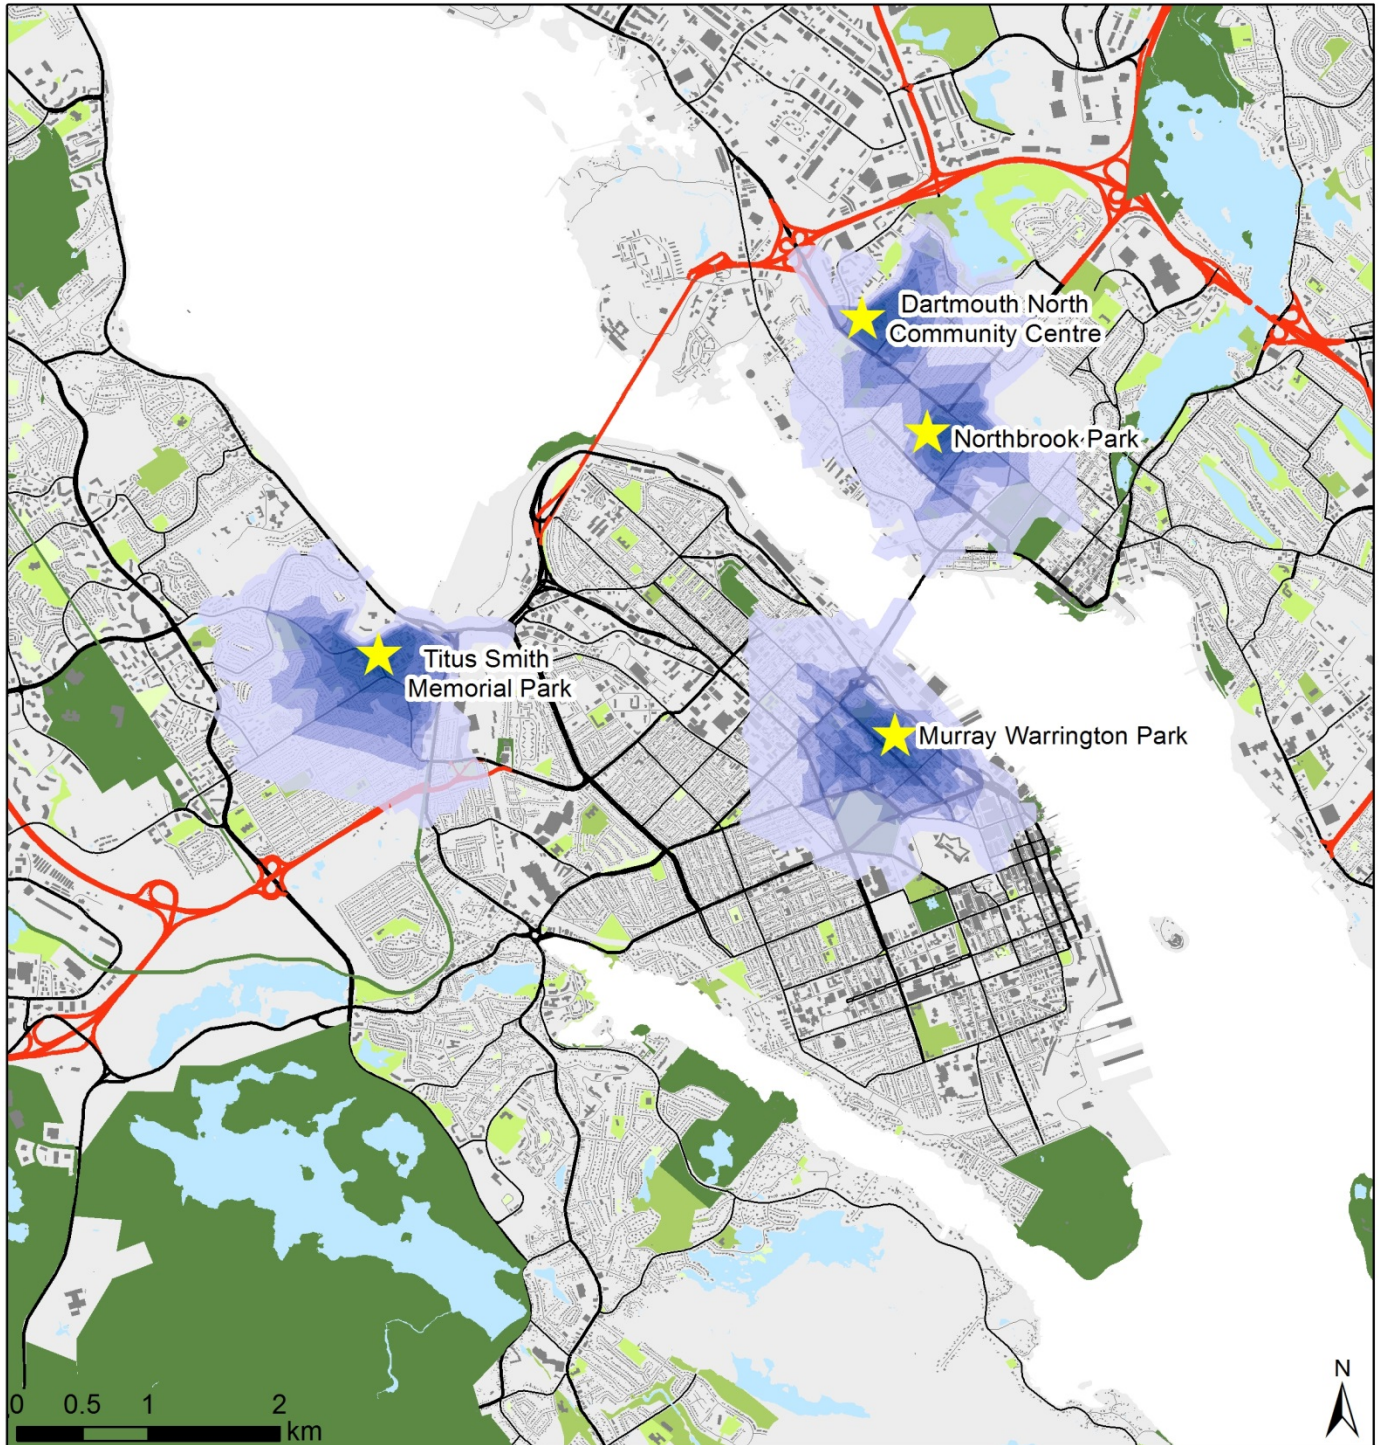 Dartmouth North
Community Centre
Northbrook Park
Titus Smith
Memorial Park
Murray Warrington Park
N
0 0.5 1 2
km